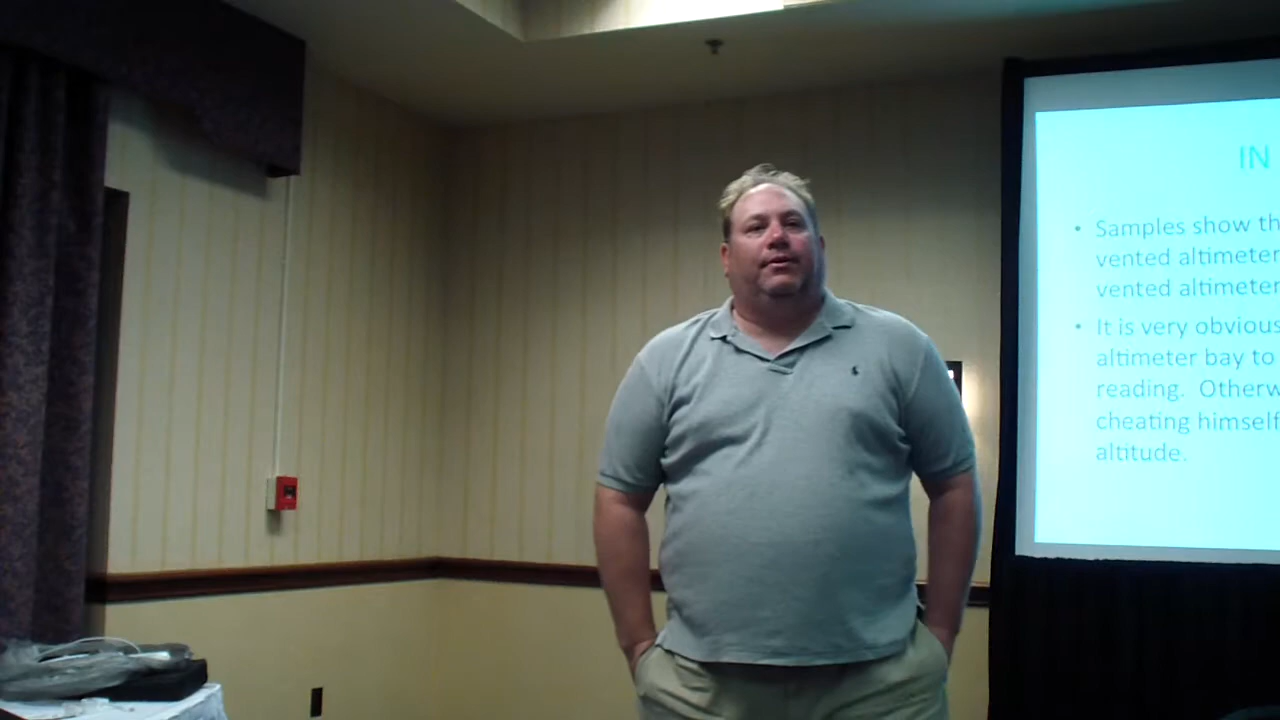 IN
• Samples show th
vented altimeter
vented altimeter
• It is very obvious
altimeter bay to
reading. Otherw
cheating himself
altitude.